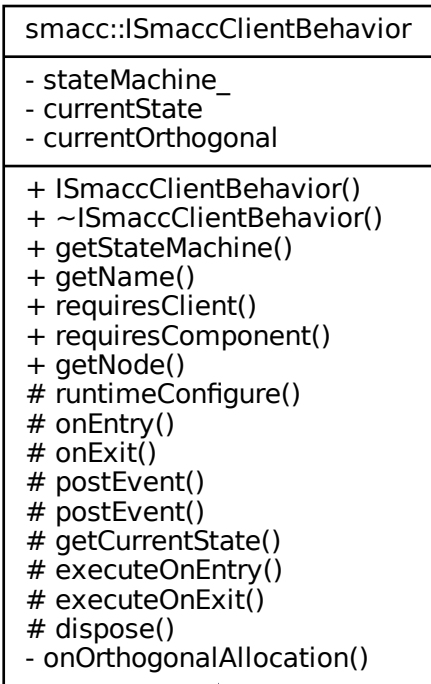 smacc::ISmaccClientBehavior
- stateMachine_
- currentState
- currentOrthogonal
+ ISmaccClientBehavior()
+ ~ISmaccClientBehavior()
+ getStateMachine()
+ getName()
+ requiresClient()
+ requiresComponent()
+ getNode()
# runtimeConfigure()
# onEntry()
# onExit()
# postEvent()
# postEvent()
# getCurrentState()
# executeOnEntry()
# executeOnExit()
# dispose()
- onOrthogonalAllocation()